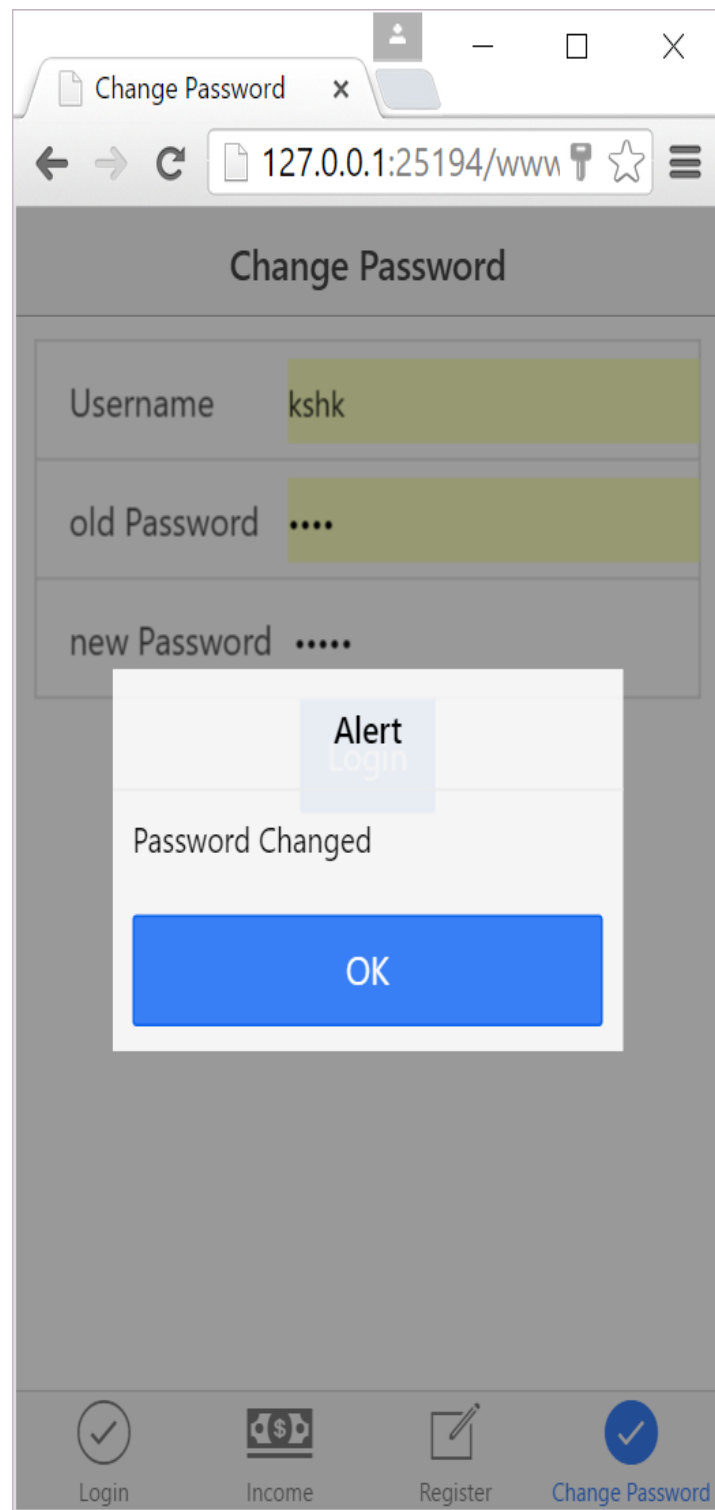 Change Password
127.0.0.1:25194/www
Change Password
Username kshk
old Password ••••
new Password •••••
Alert
Login
Password Changed
OK
Login Income Register Change Password